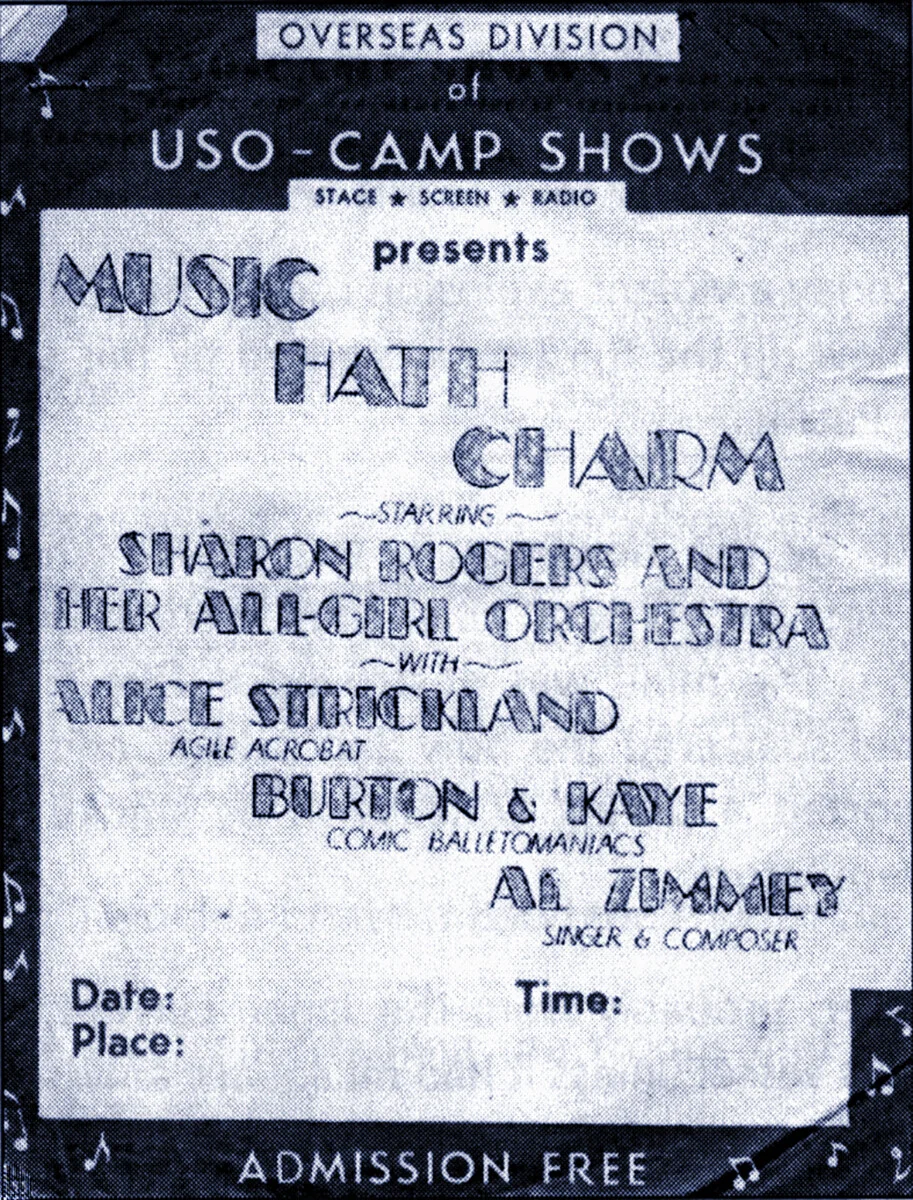 OVERSEAS DIVISION
of
USO - CAMP SHOWS
STAGE ★ SCREEN ★ RADIO
presents
MUSIC
HATH
CHARM
~STARRING~
SHARON ROGERS AND
HER ALL-GIRL ORCHESTRA
~WITH~
ALICE STRICKLAND
AGILE ACROBAT
BURTON & KAYE
COMIC BALLETOMANIACS
AL ZIMMEY
SINGER & COMPOSER
Date: Time:
Place:
ADMISSION FREE